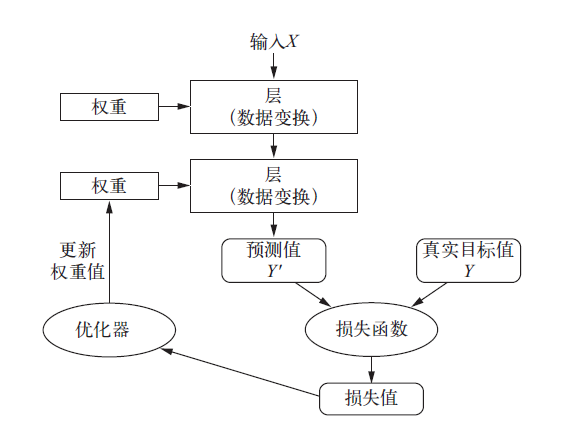 输入X
权重
层
（数据变换）
权重
层
（数据变换）
更新
权重值
预测值
Y'
真实目标值
Y
优化器
损失函数
损失值